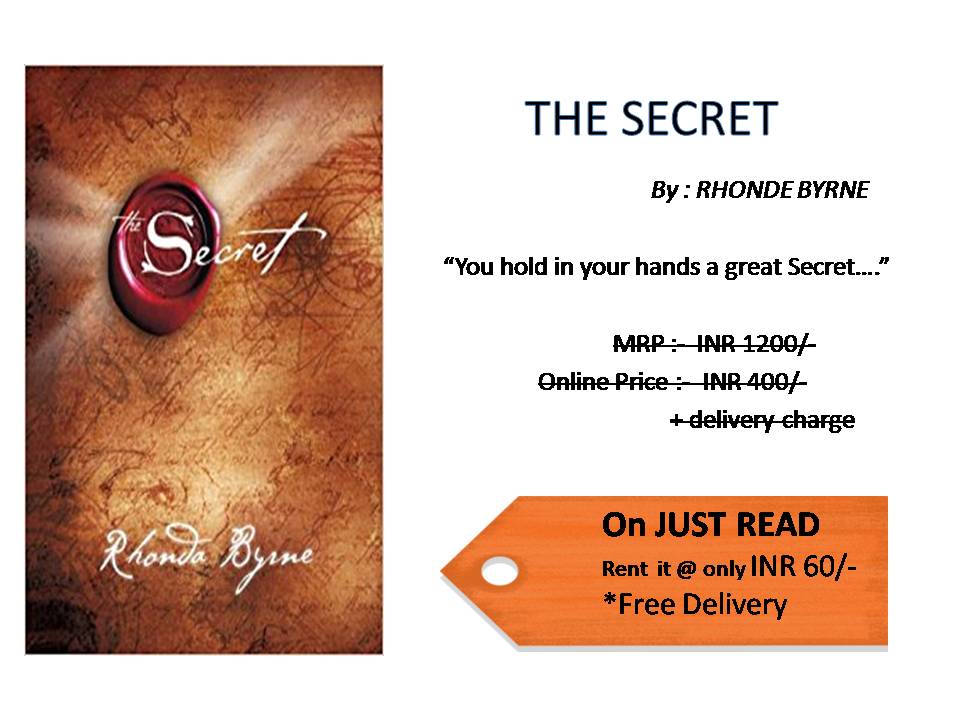 the Secret
Rhonda Byrne
THE SECRET
By : RHONDE BYRNE
“You hold in your hands a great Secret....”
MRP :- INR 1200/-
Online Price :- INR 400/-
+ delivery charge
On JUST READ
Rent it @ only INR 60/-
*Free Delivery